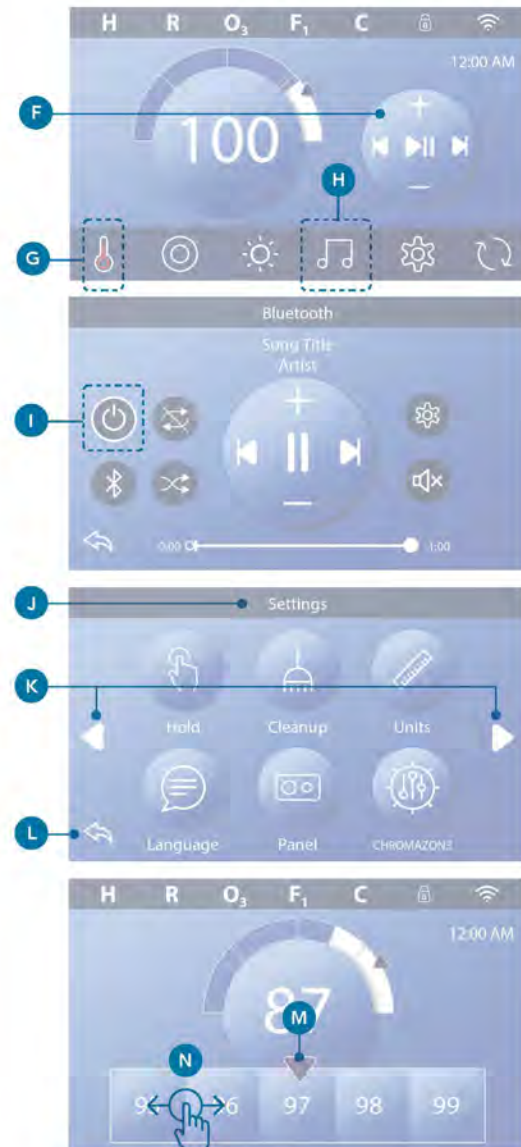 H R O₃ F₁ C
12:00 AM
F
100
H
G
Bluetooth
Song Title
Artist
I
0:00 1:00
J
Settings
K
Hold Cleanup Units
L
Language Panel CHROMAZON3
H R O₃ F₁ C
12:00 AM
87
M
N
97 98 99